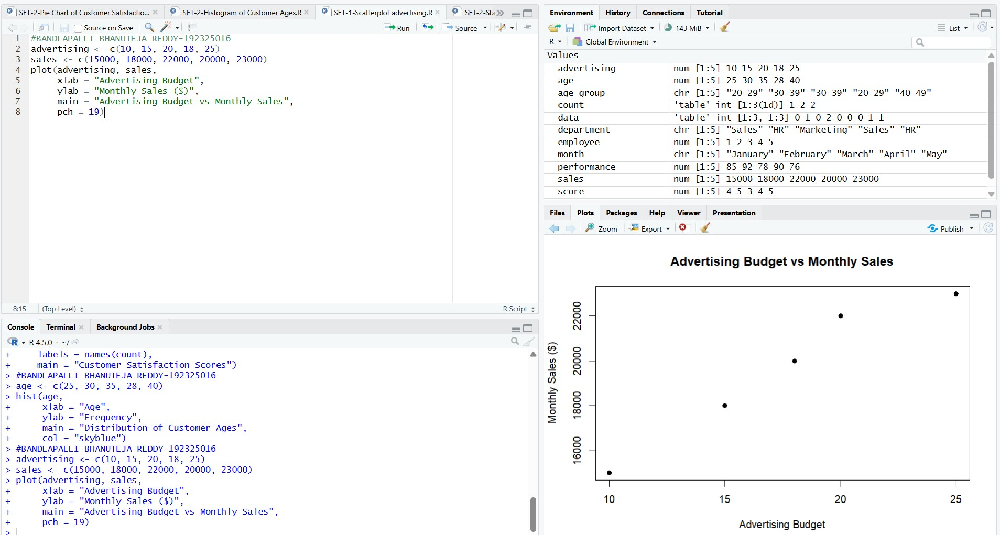 SET-2-Pie Chart of Customer Satisfactio... SET-2-Histogram of Customer Ages.R SET-1-Scatterplot advertising.R SET-2-Sta
Source on Save Run Source
1 #BANDLAPALLI BHANUTEJA REDDY-192325016
2 advertising <- c(10, 15, 20, 18, 25)
3 sales <- c(15000, 18000, 22000, 20000, 23000)
4 plot(advertising, sales,
5 xlab = "Advertising Budget",
6 ylab = "Monthly Sales ($)",
7 main = "Advertising Budget vs Monthly Sales",
8 pch = 19)
8:15 (Top Level) R Script
Console Terminal Background Jobs
R R 4.5.0 · ~/
+ labels = names(count),
+ main = "Customer Satisfaction Scores")
> #BANDLAPALLI BHANUTEJA REDDY-192325016
> age <- c(25, 30, 35, 28, 40)
> hist(age,
+ xlab = "Age",
+ ylab = "Frequency",
+ main = "Distribution of Customer Ages",
+ col = "skyblue")
> #BANDLAPALLI BHANUTEJA REDDY-192325016
> advertising <- c(10, 15, 20, 18, 25)
> sales <- c(15000, 18000, 22000, 20000, 23000)
> plot(advertising, sales,
+ xlab = "Advertising Budget",
+ ylab = "Monthly Sales ($)",
+ main = "Advertising Budget vs Monthly Sales",
+ pch = 19)
>
Environment History Connections Tutorial
Import Dataset 143 MiB List
R Global Environment
Values
advertising num [1:5] 10 15 20 18 25
age num [1:5] 25 30 35 28 40
age_group chr [1:5] "20-29" "30-39" "30-39" "20-29" "40-49"
count 'table' int [1:3(1d)] 1 2 2
data 'table' int [1:3, 1:3] 0 1 0 2 0 0 0 1 1
department chr [1:5] "Sales" "HR" "Marketing" "Sales" "HR"
employee num [1:5] 1 2 3 4 5
month chr [1:5] "January" "February" "March" "April" "May"
performance num [1:5] 85 92 78 90 76
sales num [1:5] 15000 18000 22000 20000 23000
score num [1:5] 4 5 3 4 5
Files Plots Packages Help Viewer Presentation
Zoom Export Publish
Advertising Budget vs Monthly Sales
Monthly Sales ($)
22000
20000
18000
16000
10 15 20 25
Advertising Budget